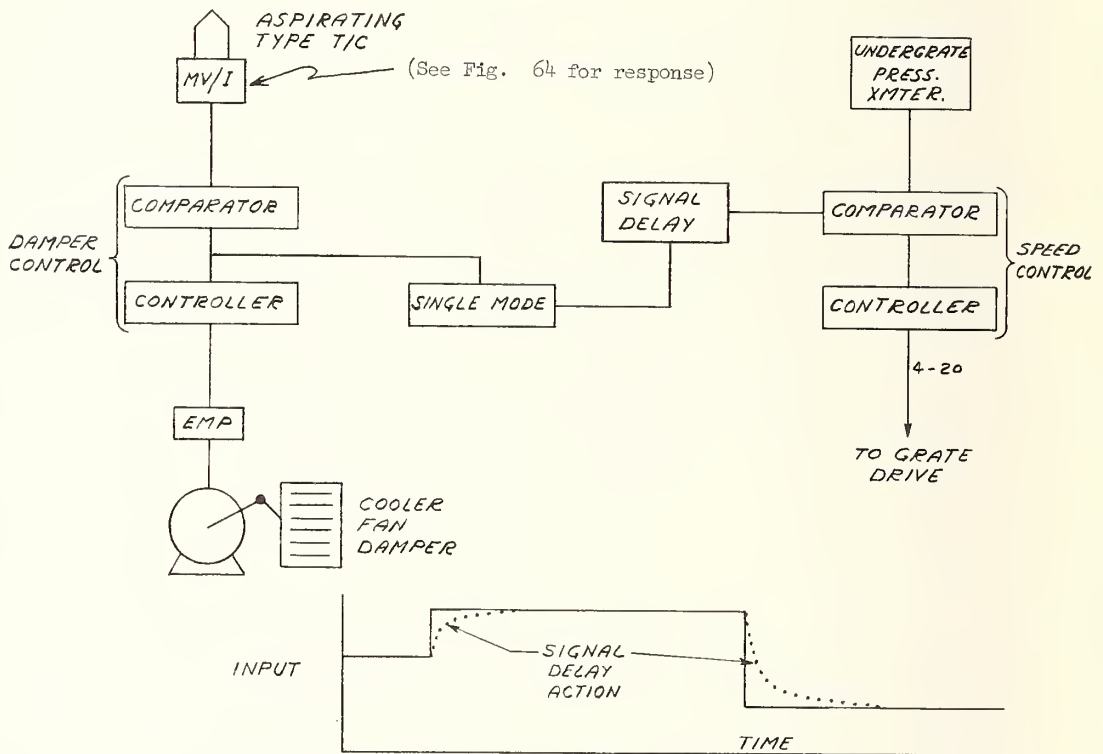 ASPIRATING
TYPE T/C
MV/I
(See Fig. 64 for response)
UNDERGRATE
PRESS.
XMTER.
DAMPER
CONTROL
COMPARATOR
CONTROLLER
SINGLE MODE
SIGNAL
DELAY
COMPARATOR
CONTROLLER
SPEED
CONTROL
4-20
TO GRATE
DRIVE
EMP
COOLER
FAN
DAMPER
INPUT
SIGNAL
DELAY
ACTION
TIME